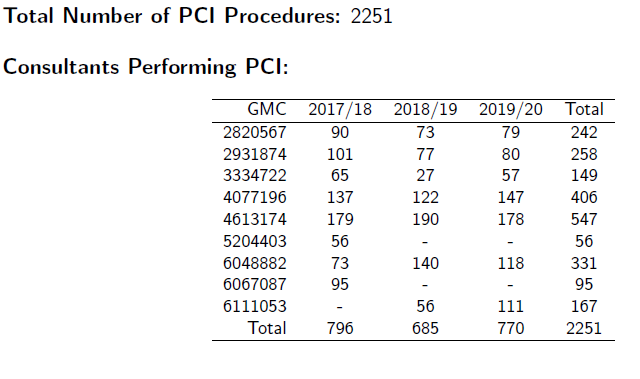 Total Number of PCI Procedures: 2251
Consultants Performing PCI:
GMC 2017/18 2018/19 2019/20 Total
2820567 90 73 79 242
2931874 101 77 80 258
3334722 65 27 57 149
4077196 137 122 147 406
4613174 179 190 178 547
5204403 56 - - 56
6048882 73 140 118 331
6067087 95 - - 95
6111053 - 56 111 167
Total 796 685 770 2251